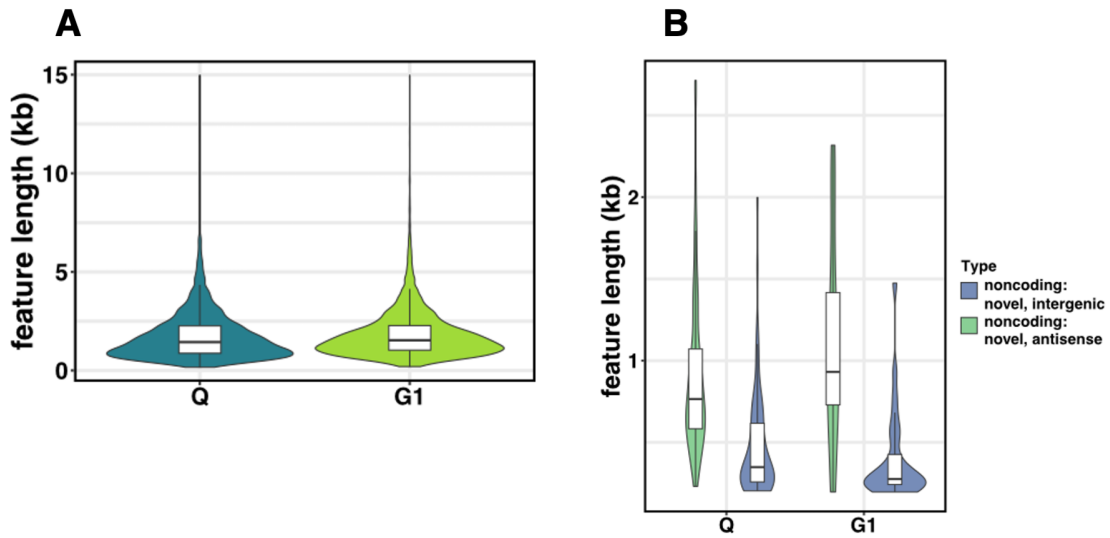 A
feature length (kb)
15
10
5
0
Q
G1
B
feature length (kb)
2
1
Q
G1
Type
noncoding:
novel, intergenic
noncoding:
novel, antisense